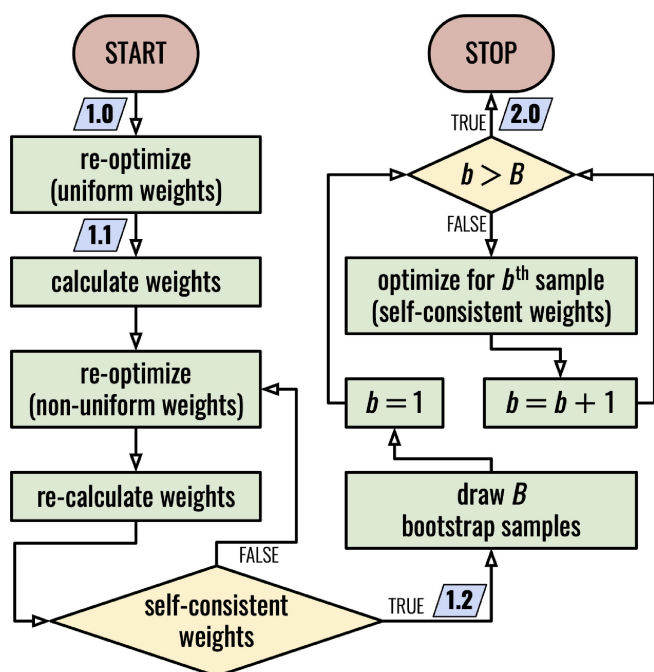 START
1.0
re-optimize
(uniform weights)
1.1
calculate weights
re-optimize
(non-uniform weights)
re-calculate weights
FALSE
self-consistent
weights
TRUE
1.2
draw B
bootstrap samples
b = 1
b = b + 1
optimize for bᵗʰ sample
(self-consistent weights)
FALSE
b > B
TRUE
2.0
STOP